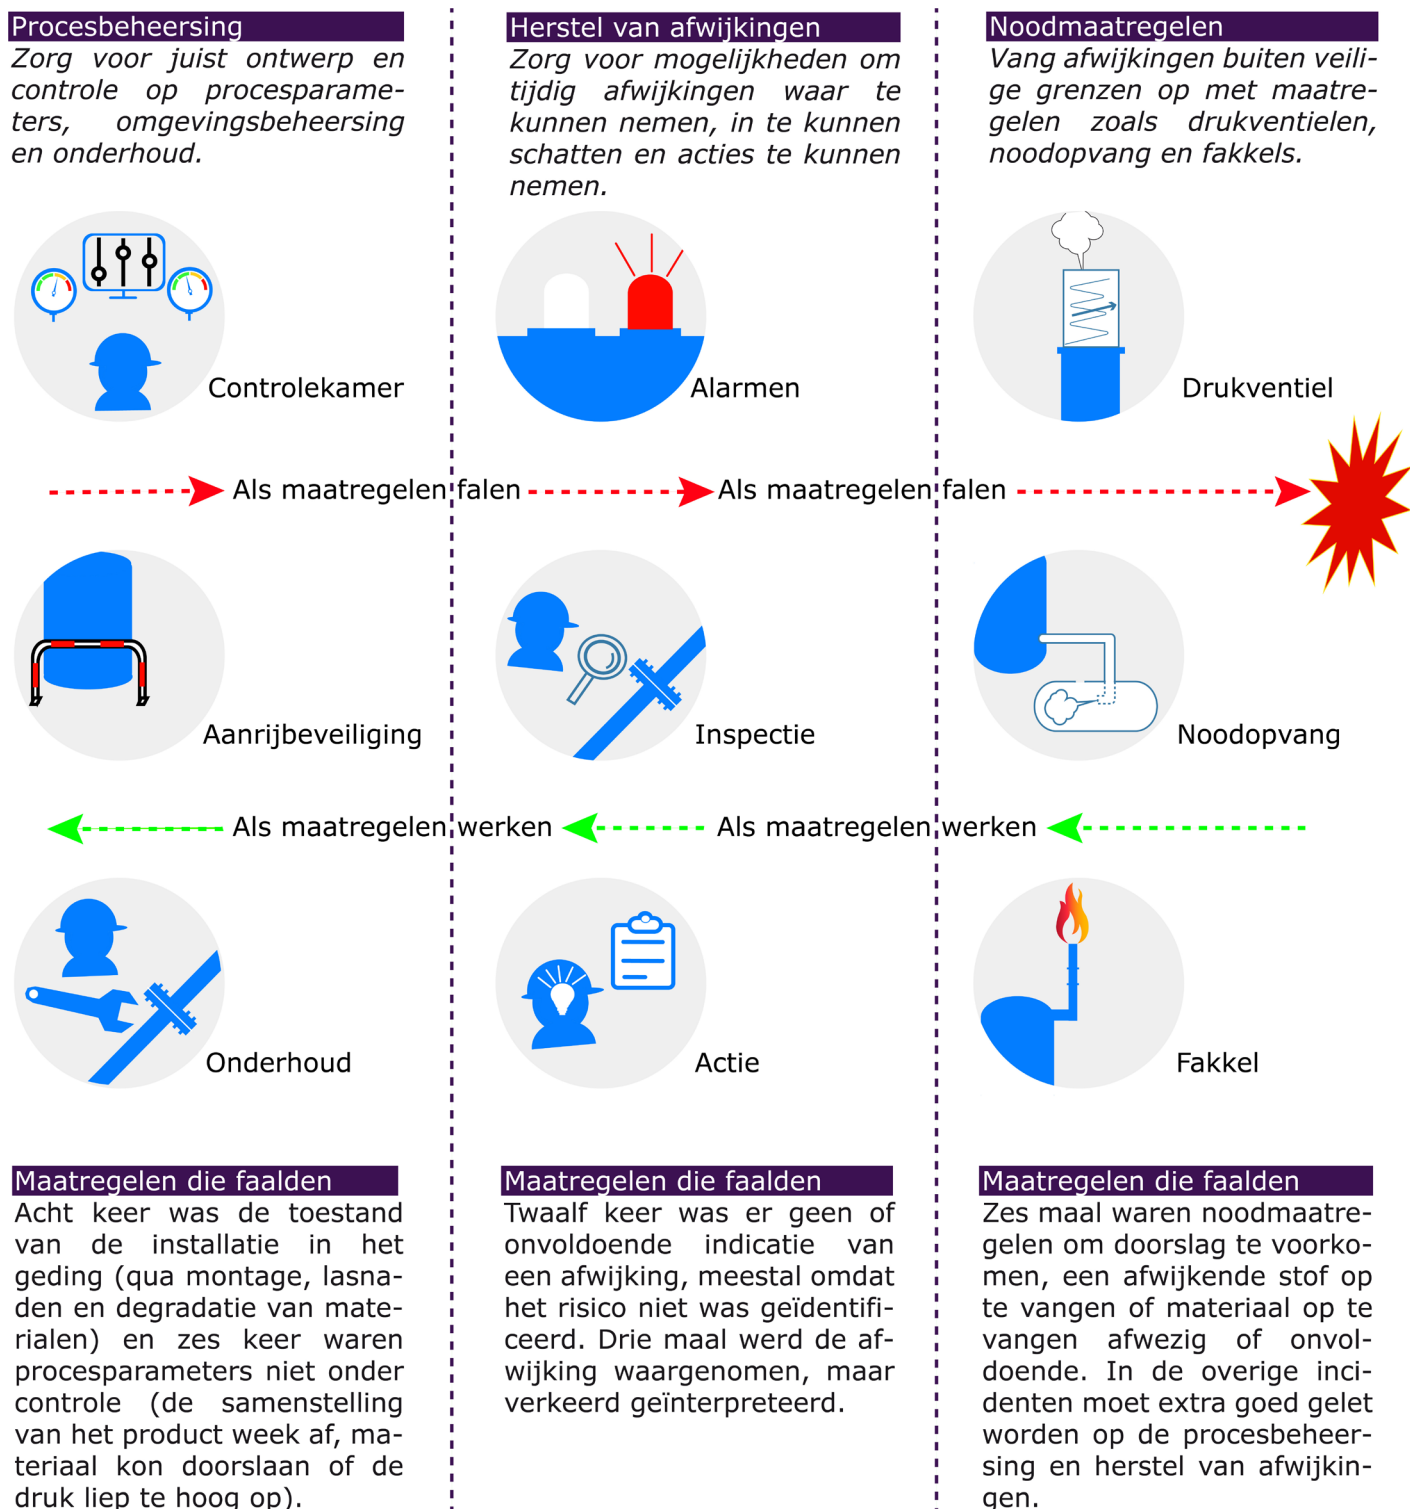 Procesbeheersing
Zorg voor juist ontwerp en
controle op procesparame-
ters, omgevingsbeheersing
en onderhoud.
Controlekamer
Herstel van afwijkingen
Zorg voor mogelijkheden om
tijdig afwijkingen waar te
kunnen nemen, in te kunnen
schatten en acties te kunnen
nemen.
Alarmen
Noodmaatregelen
Vang afwijkingen buiten veili-
ge grenzen op met maatre-
gelen zoals drukventielen,
noodopvang en fakkels.
Drukventiel
Als maatregelen falen
Als maatregelen falen
Aanrijbeveiliging
Inspectie
Noodopvang
Als maatregelen werken
Als maatregelen werken
Onderhoud
Actie
Fakkel
Maatregelen die faalden
Acht keer was de toestand
van de installatie in het
geding (qua montage, lasna-
den en degradatie van mate-
rialen) en zes keer waren
procesparameters niet onder
controle (de samenstelling
van het product week af, ma-
teriaal kon doorslaan of de
druk liep te hoog op).
Maatregelen die faalden
Twaalf keer was er geen of
onvoldoende indicatie van
een afwijking, meestal omdat
het risico niet was geïdentifi-
ceerd. Drie maal werd de af-
wijking waargenomen, maar
verkeerd geïnterpreteerd.
Maatregelen die faalden
Zes maal waren noodmaatre-
gelen om doorslag te voorko-
men, een afwijkende stof op
te vangen of materiaal op te
vangen afwezig of onvol-
doende. In de overige inci-
denten moet extra goed gelet
worden op de procesbeheer-
sing en herstel van afwijkin-
gen.